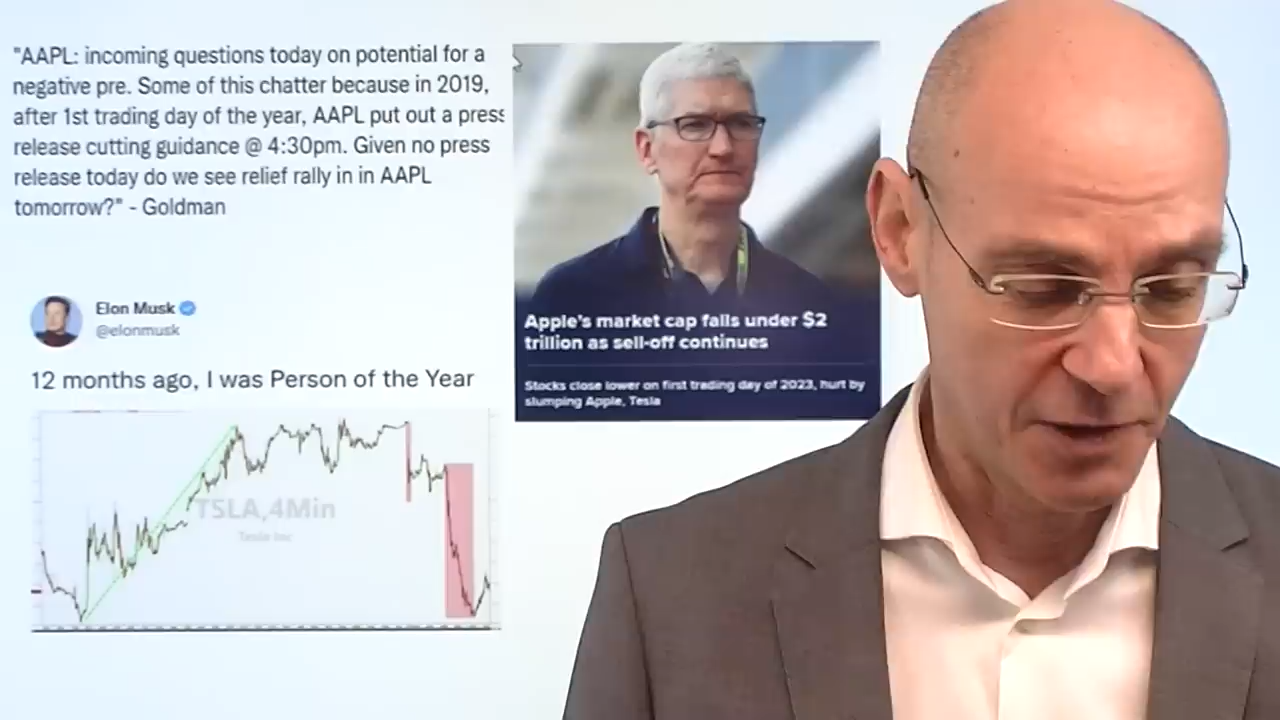 "AAPL: incoming questions today on potential for a
negative pre. Some of this chatter because in 2019,
after 1st trading day of the year, AAPL put out a press
release cutting guidance @ 4:30pm. Given no press
release today do we see relief rally in in AAPL
tomorrow?" - Goldman
Elon Musk
@elonmusk
12 months ago, I was Person of the Year
TSLA,4Min
Tesla Inc
Apple's market cap falls under $2
trillion as sell-off continues
Stocks close lower on first trading day of 2023, hurt by
slumping Apple, Tesla